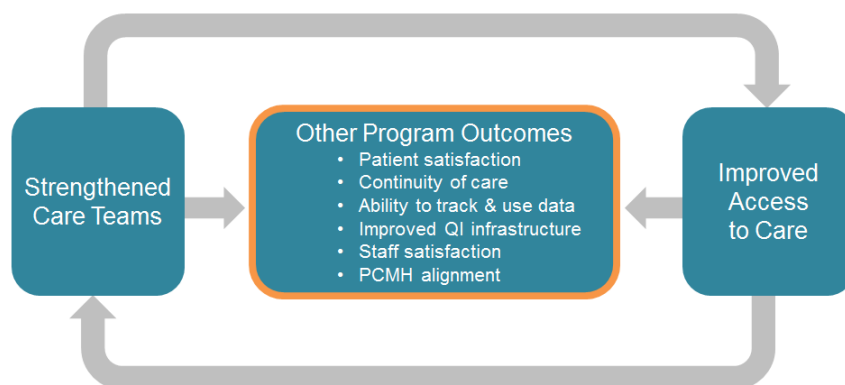 Strengthened
Care Teams
Other Program Outcomes
• Patient satisfaction
• Continuity of care
• Ability to track & use data
• Improved QI infrastructure
• Staff satisfaction
• PCMH alignment
Improved
Access
to Care